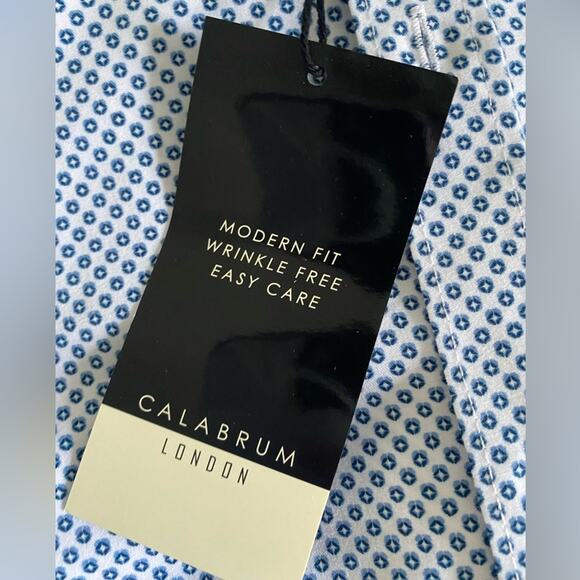 MODERN FIT
WRINKLE FREE
EASY CARE
CALABRUM
LONDON